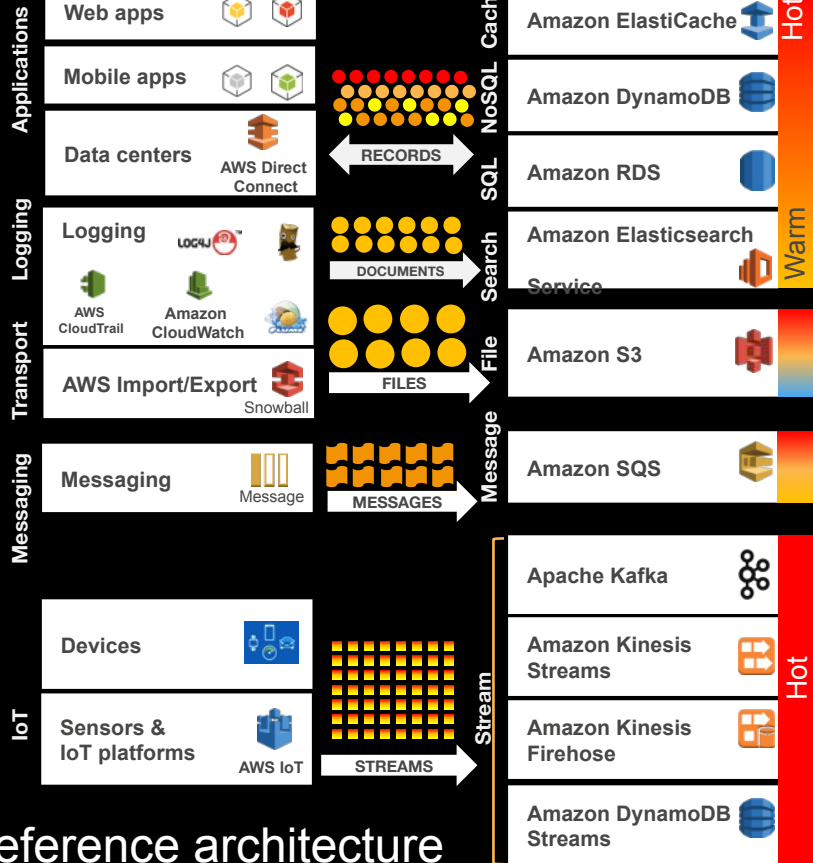 Applications
Web apps
Mobile apps
Data centers
AWS Direct
Connect
Logging
Logging
LOG4J
AWS
CloudTrail
Amazon
CloudWatch
Transport
AWS Import/Export
Snowball
Messaging
Messaging
Message
IoT
Devices
Sensors &
IoT platforms
AWS IoT
RECORDS
DOCUMENTS
FILES
MESSAGES
STREAMS
Cach
NoSQL
SQL
Search
File
Message
Stream
Amazon ElastiCache
Amazon DynamoDB
Amazon RDS
Amazon Elasticsearch
Service
Amazon S3
Amazon SQS
Apache Kafka
Amazon Kinesis
Streams
Amazon Kinesis
Firehose
Amazon DynamoDB
Streams
Hot
Warm
Hot
eference architecture